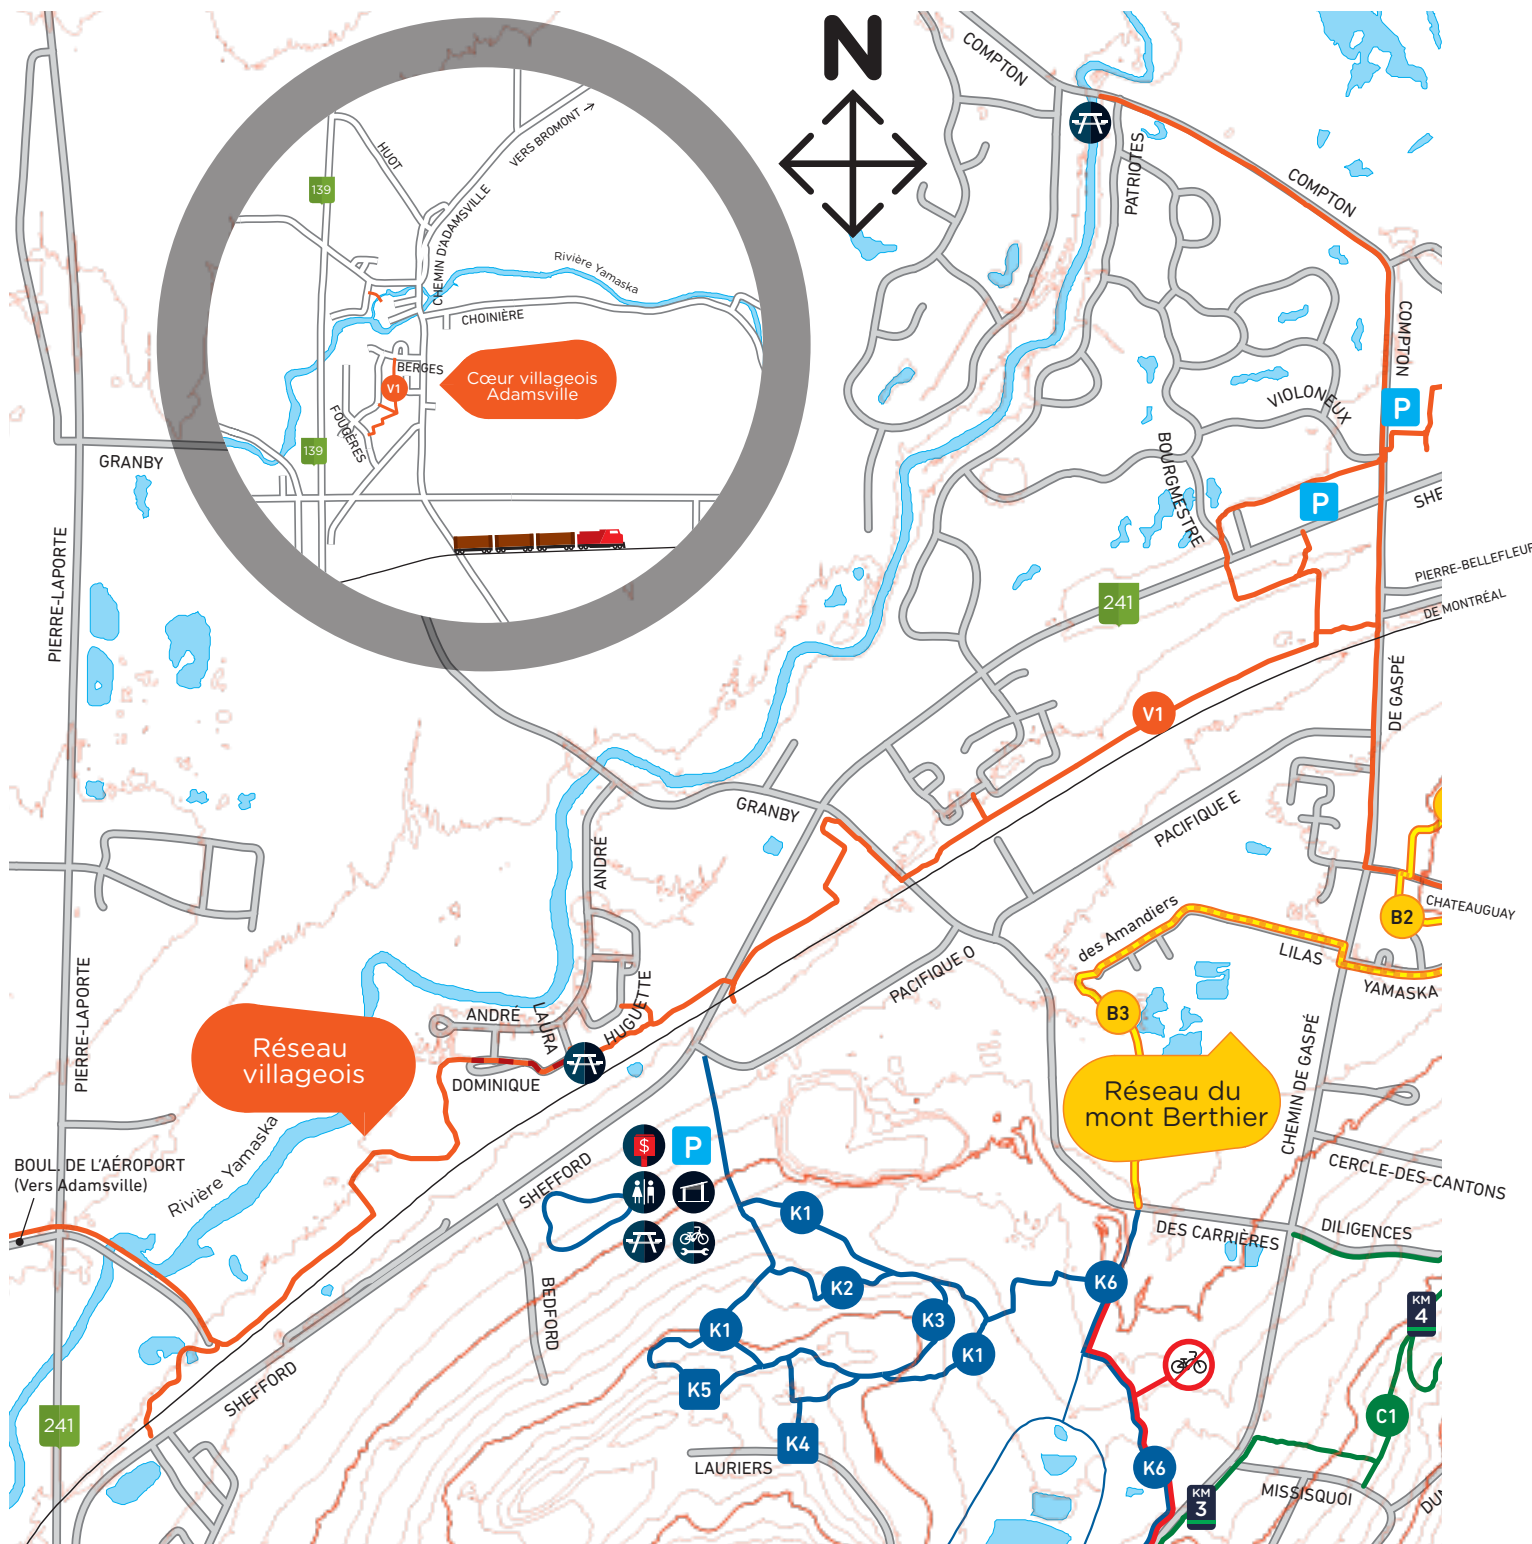 N
COMPTON
PATRIOTES
COMPTON
COMPTON
HUOT
VERS BROMONT
139
CHEMIN D'ADAMSVILLE
Rivière Yamaska
CHOINIÈRE
BERGES
V1
Cœur villageois
Adamsville
FOUGÈRES
139
GRANBY
PIERRE-LAPORTE
VIOLONEUX
P
BOURGMESTRE
P
SHE
PIERRE-BELLEFLEUR
DE MONTRÉAL
241
DE GASPÉ
V1
GRANBY
PACIFIQUE E
ANDRÉ
des Amandiers
B2
CHATEAUGUAY
LILAS
YAMASKA
PACIFIQUE O
PIERRE-LAPORTE
HUGUETTE
ANDRÉ
LAURA
B3
Réseau
villageois
DOMINIQUE
CHEMIN DE GASPÉ
Réseau du
mont Berthier
Rivière Yamaska
BOUL. DE L'AÉROPORT
(Vers Adamsville)
SHEFFORD
$
P
CERCLE-DES-CANTONS
K1
DES CARRIÈRES
DILIGENCES
BEDFORD
K2
K6
K3
K1
K1
KM
4
K5
SHEFFORD
241
K4
C1
LAURIERS
K6
MISSISQUOI
KM
3
DU